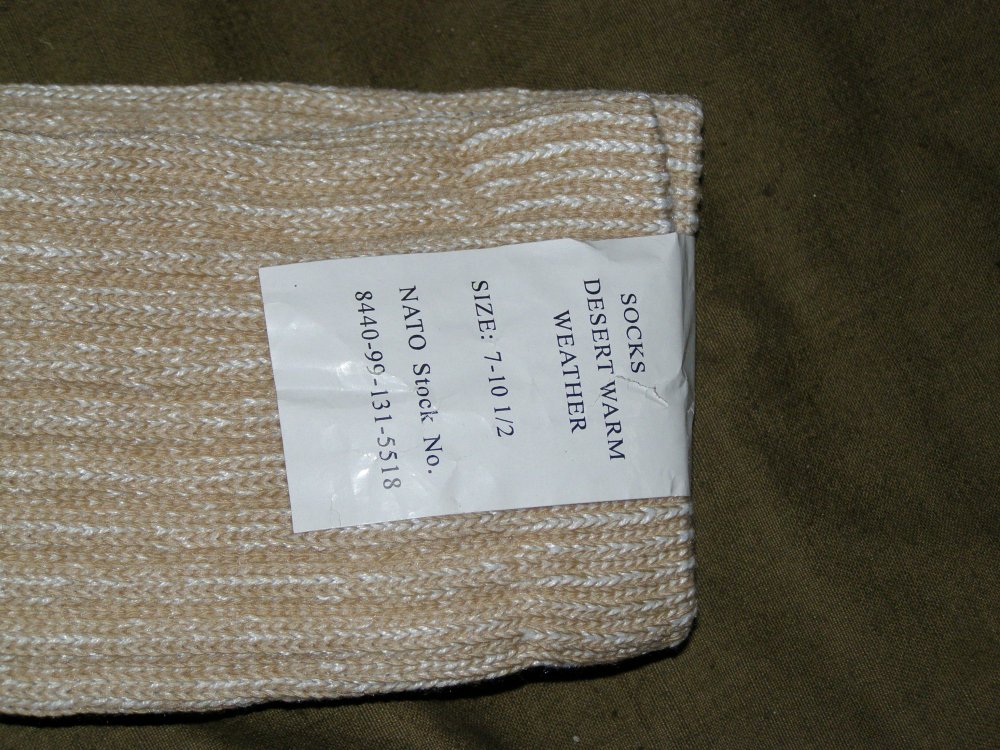 SOCKS
DESERT WARM
WEATHER
SIZE: 7-10 1/2
NATO Stock No.
8440-99-131-5518